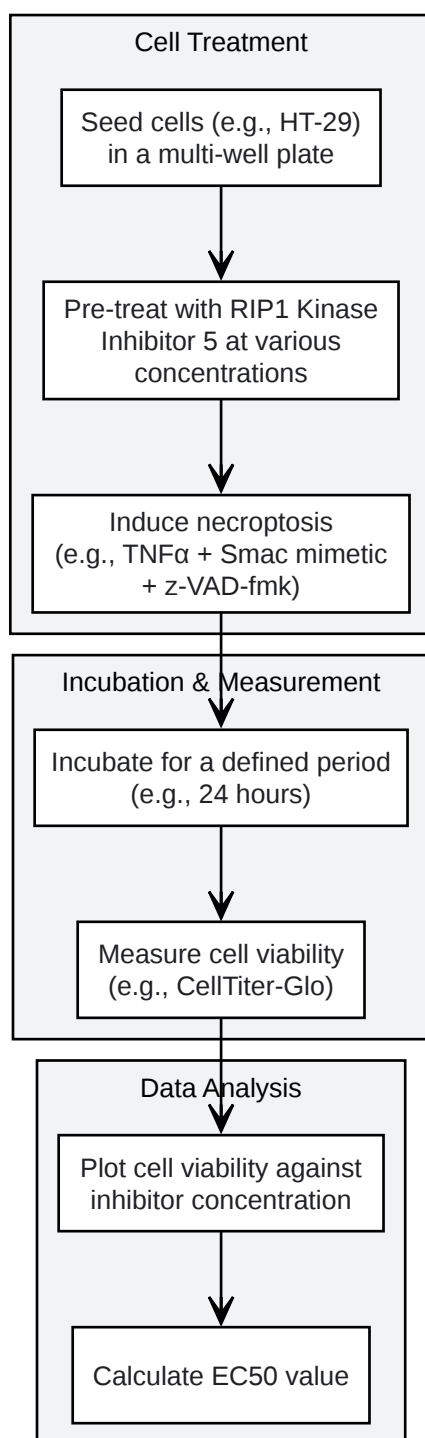 Cell Treatment
Seed cells (e.g., HT-29)
in a multi-well plate
Pre-treat with RIP1 Kinase
Inhibitor 5 at various
concentrations
Induce necroptosis
(e.g., TNFα + Smac mimetic
+ z-VAD-fmk)
Incubation & Measurement
Incubate for a defined period
(e.g., 24 hours)
Measure cell viability
(e.g., CellTiter-Glo)
Data Analysis
Plot cell viability against
inhibitor concentration
Calculate EC50 value